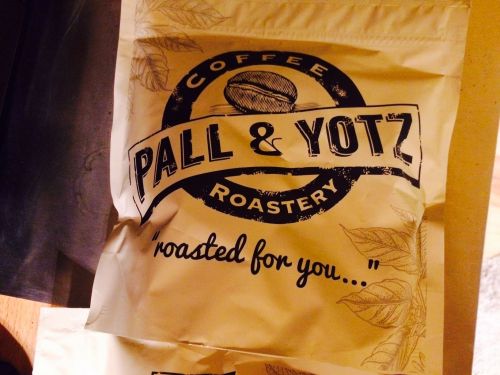 COFFEE
PALL & YOTZ
ROASTERY
"roasted for you..."